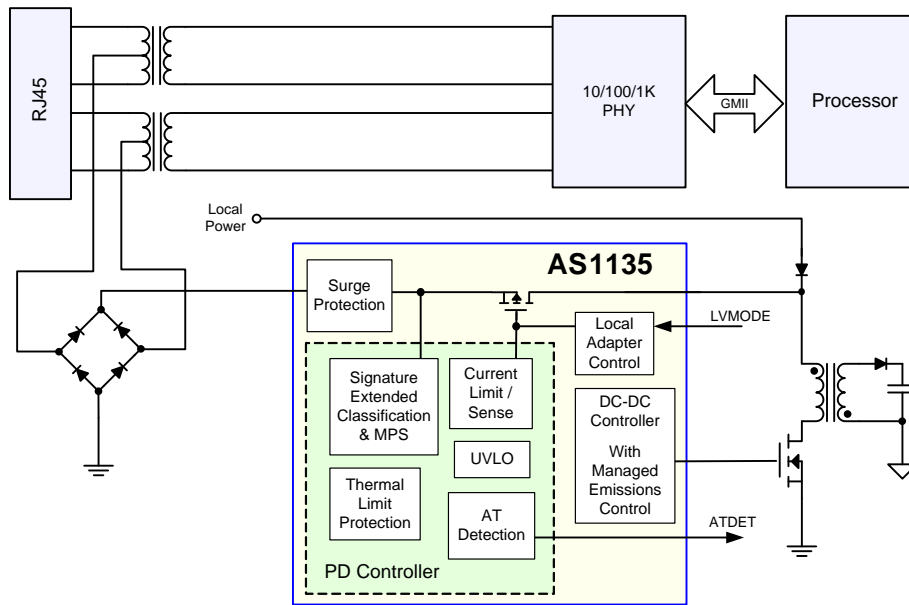 RJ45
10/100/1K
PHY
GMII
Processor
Local
Power
AS1135
Surge
Protection
LVMODE
Local
Adapter
Control
Signature
Extended
Classification
& MPS
Current
Limit /
Sense
DC-DC
Controller
With
Managed
Emissions
Control
UVLO
Thermal
Limit
Protection
AT
Detection
ATDET
PD Controller